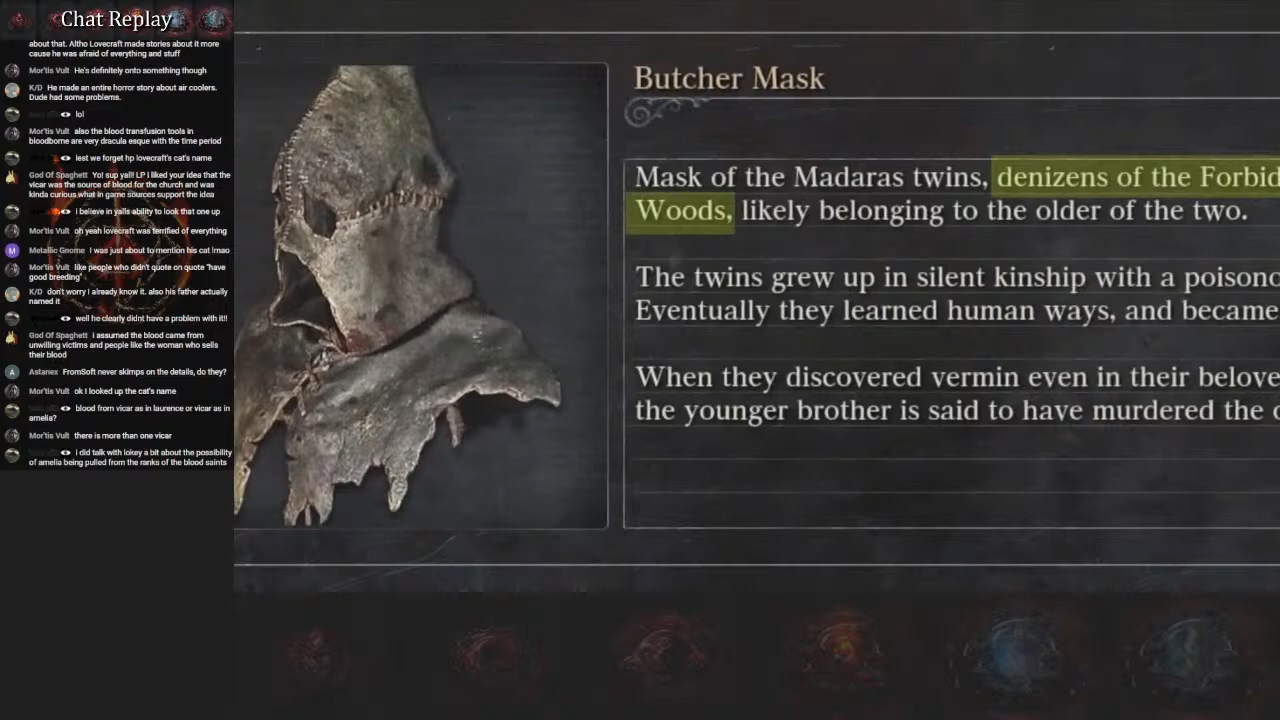 Chat Replay
about that. Altho Lovecraft made stories about it more
cause he was afraid of everything and stuff
Mor'tis Vult He's definitely onto something though
K/D He made an entire horror story about air coolers.
Dude had some problems.
lol
Mor'tis Vult also the blood transfusion tools in
bloodborne are very dracula esque with the time period
lest we forget hp lovecraft's cat's name
God Of Spaghett Yo! sup yall! LP I liked your idea that the
vicar was the source of blood for the church and was
kinda curious what in game sources support the idea
i believe in yalls ability to look that one up
Mor'tis Vult oh yeah lovecraft was terrified of everything
M Metallic Gnome I was just about to mention his cat lmao
Mor'tis Vult like people who didn't quote on quote "have
good breeding"
K/D don't worry I already know it. also his father actually
named it
well he clearly didnt have a problem with it!!
God Of Spaghett i assumed the blood came from
unwilling victims and people like the woman who sells
their blood
A Astanex FromSoft never skimps on the details, do they?
Mor'tis Vult ok I looked up the cat's name
blood from vicar as in laurence or vicar as in
amelia?
Mor'tis Vult there is more than one vicar
i did talk with lokey a bit about the possibility
of amelia being pulled from the ranks of the blood saints
Butcher Mask
Mask of the Madaras twins, denizens of the Forbid
Woods, likely belonging to the older of the two.
The twins grew up in silent kinship with a poisono
Eventually they learned human ways, and became
When they discovered vermin even in their belove
the younger brother is said to have murdered the